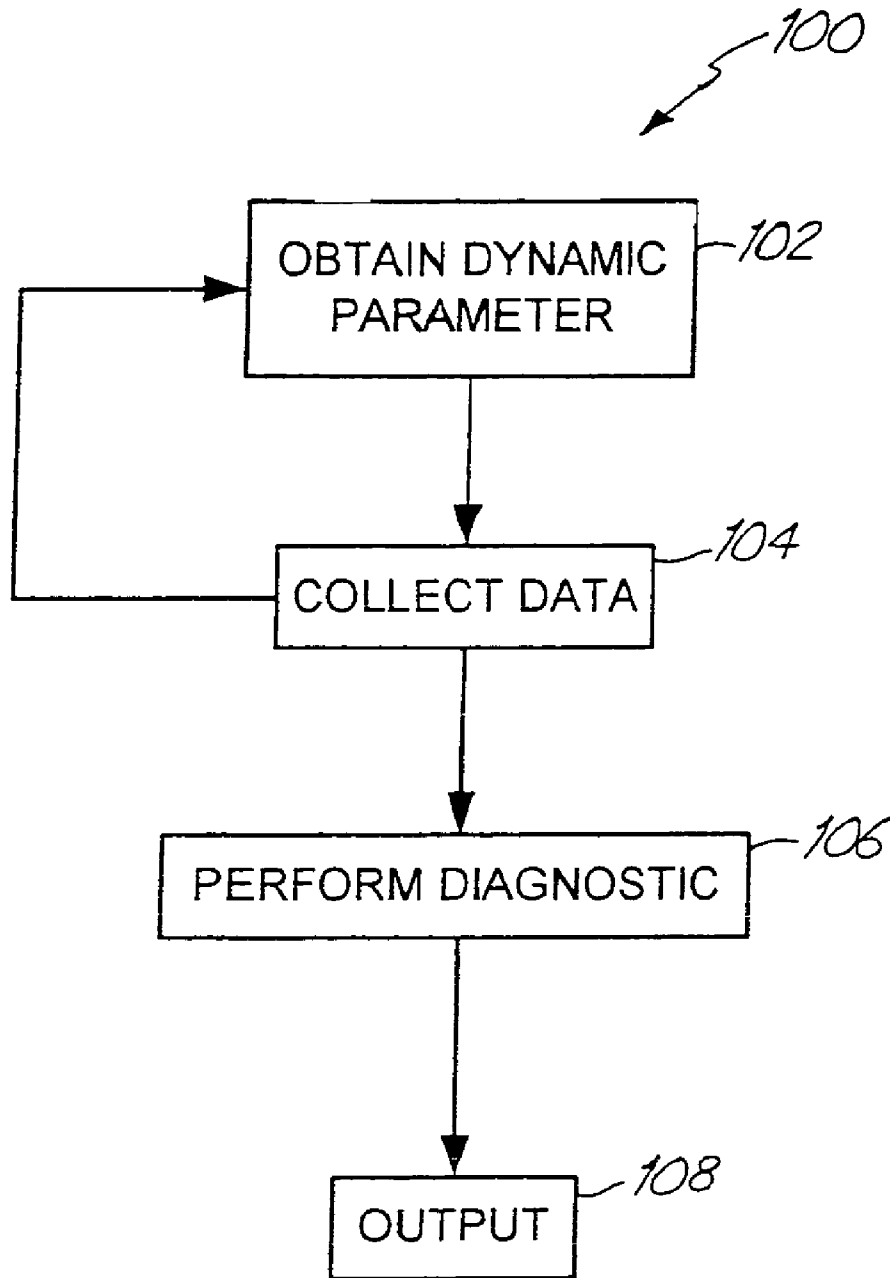 100
OBTAIN DYNAMIC
PARAMETER
102
COLLECT DATA
104
PERFORM DIAGNOSTIC
106
OUTPUT
108